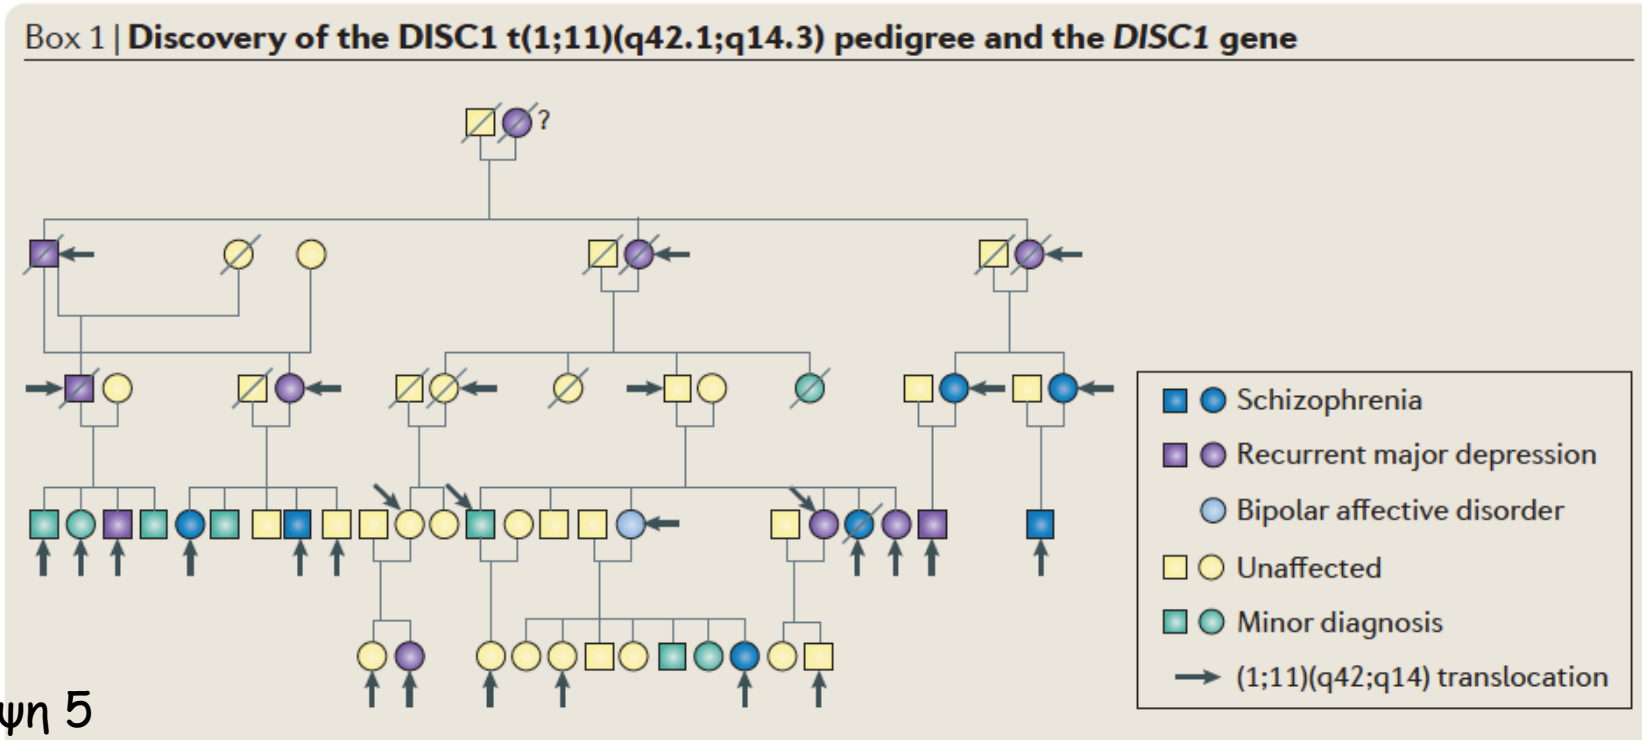 Box 1 | Discovery of the DISC1 t(1;11)(q42.1;q14.3) pedigree and the DISC1 gene
?
Schizophrenia
Recurrent major depression
Bipolar affective disorder
Unaffected
Minor diagnosis
(1;11)(q42;q14) translocation
ψη 5